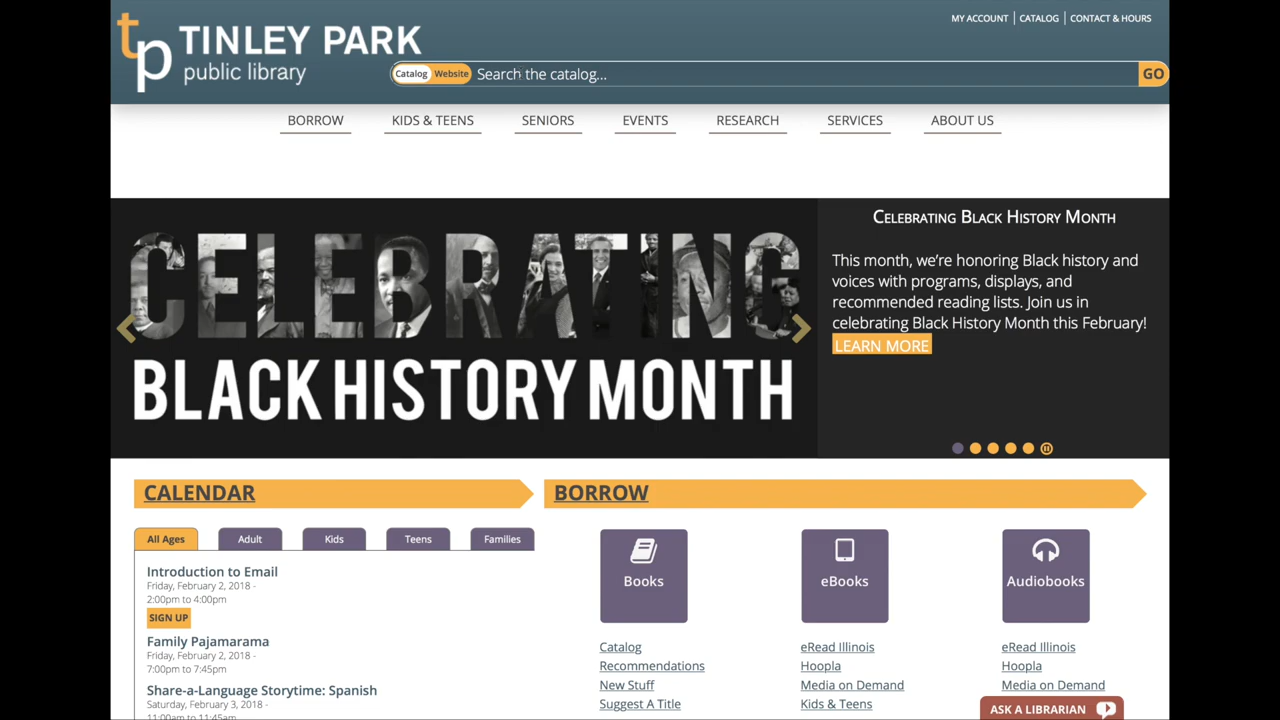 MY ACCOUNT CATALOG CONTACT & HOURS
tp TINLEY PARK
public library
Catalog Website Search the catalog... GO
BORROW KIDS & TEENS SENIORS EVENTS RESEARCH SERVICES ABOUT US
CELEBRATING
BLACK HISTORY MONTH
Celebrating Black History Month
This month, we're honoring Black history and
voices with programs, displays, and
recommended reading lists. Join us in
celebrating Black History Month this February!
LEARN MORE
CALENDAR
All Ages Adult Kids Teens Families
Introduction to Email
Friday, February 2, 2018 -
2:00pm to 4:00pm
SIGN UP
Family Pajamarama
Friday, February 2, 2018 -
7:00pm to 7:45pm
Share-a-Language Storytime: Spanish
Saturday, February 3, 2018 -
11:00am to 11:45am
BORROW
Books
Catalog
Recommendations
New Stuff
Suggest A Title
eBooks
eRead Illinois
Hoopla
Media on Demand
Kids & Teens
Audiobooks
eRead Illinois
Hoopla
Media on Demand
ASK A LIBRARIAN